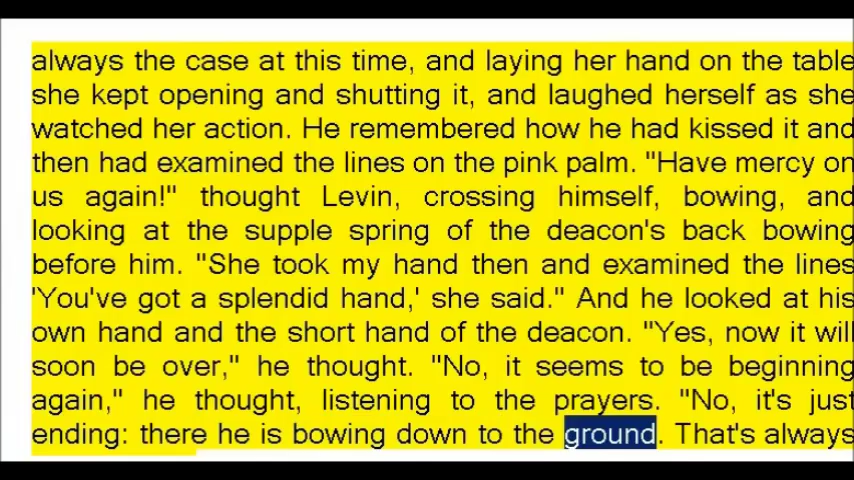 always the case at this time, and laying her hand on the table
she kept opening and shutting it, and laughed herself as she
watched her action. He remembered how he had kissed it and
then had examined the lines on the pink palm. "Have mercy on
us again!" thought Levin, crossing himself, bowing, and
looking at the supple spring of the deacon's back bowing
before him. "She took my hand then and examined the lines
'You've got a splendid hand,' she said." And he looked at his
own hand and the short hand of the deacon. "Yes, now it will
soon be over," he thought. "No, it seems to be beginning
again," he thought, listening to the prayers. "No, it's just
ending: there he is bowing down to the ground. That's always